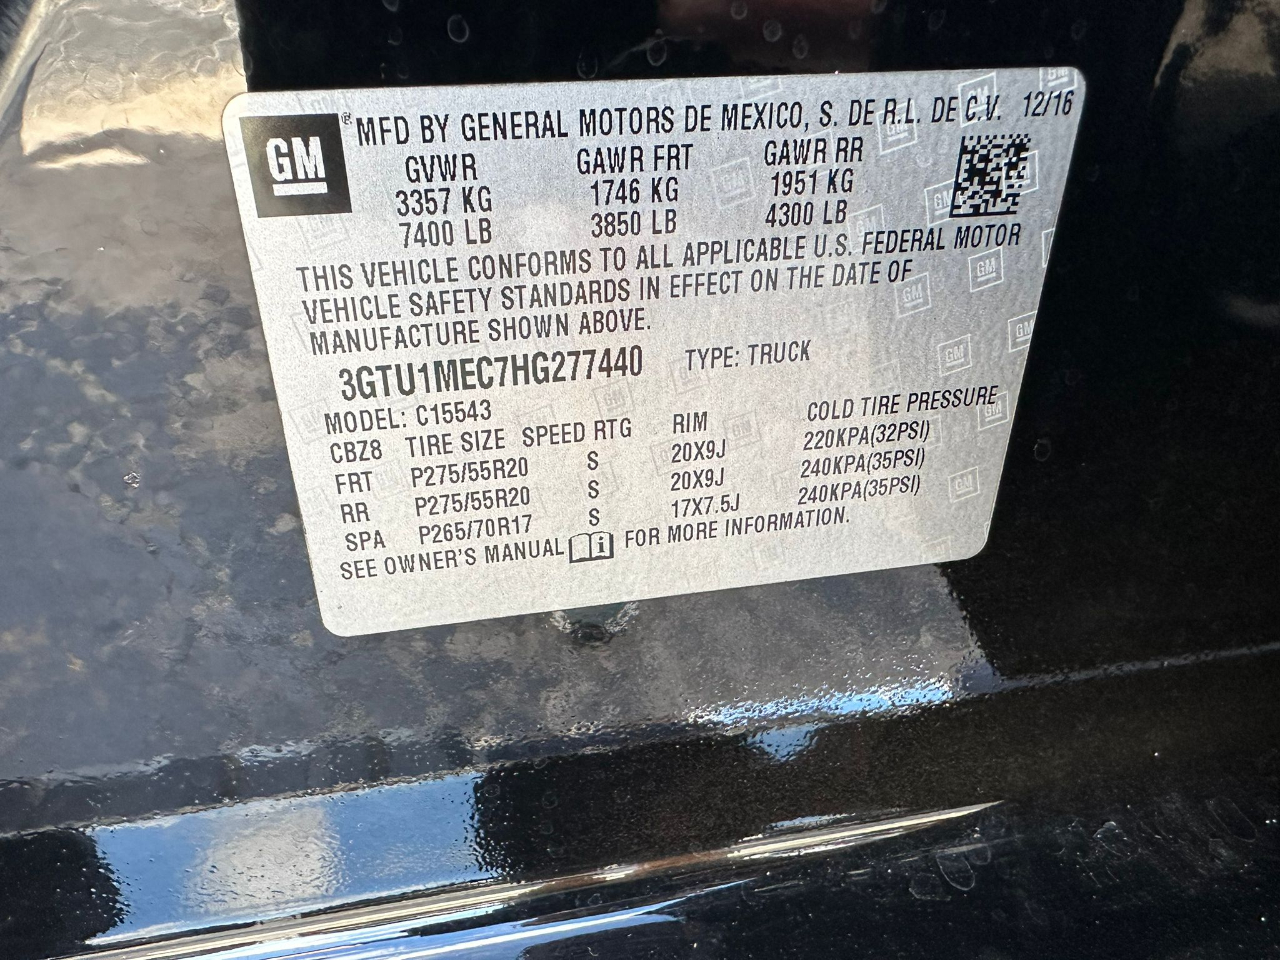 GM ® MFD BY GENERAL MOTORS DE MEXICO, S. DE R.L. DE C.V. 12/16
GVWR GAWR FRT GAWR RR
3357 KG 1746 KG 1951 KG
7400 LB 3850 LB 4300 LB
THIS VEHICLE CONFORMS TO ALL APPLICABLE U.S. FEDERAL MOTOR
VEHICLE SAFETY STANDARDS IN EFFECT ON THE DATE OF
MANUFACTURE SHOWN ABOVE.
3GTU1MEC7HG277440 TYPE: TRUCK
MODEL: C15543
CBZ8 TIRE SIZE SPEED RTG RIM COLD TIRE PRESSURE
FRT P275/55R20 S 20X9J 220KPA(32PSI)
RR P275/55R20 S 20X9J 240KPA(35PSI)
SPA P265/70R17 S 17X7.5J 240KPA(35PSI)
SEE OWNER'S MANUAL FOR MORE INFORMATION.